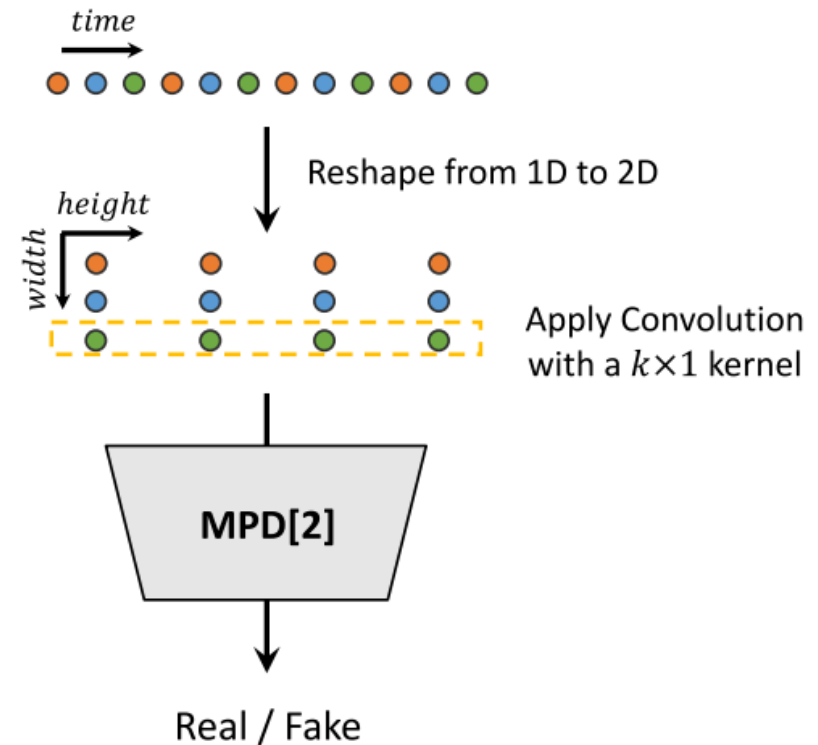 time
Reshape from 1D to 2D
height
width
Apply Convolution
with a k×1 kernel
MPD[2]
Real / Fake